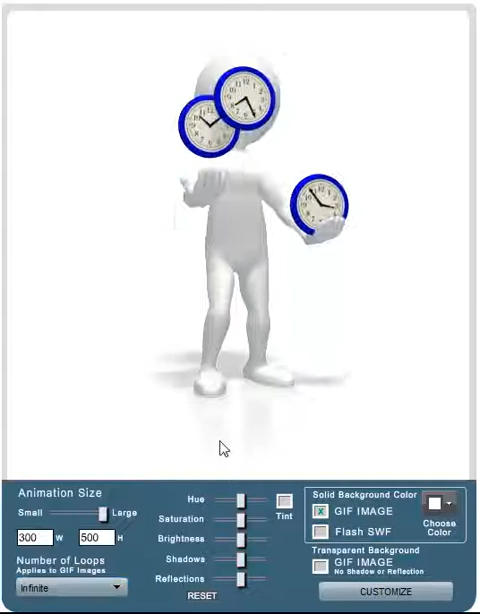 Animation Size
Small Large
300 W 500 H
Number of Loops
Applies to GIF Images
Infinite
Hue
Saturation
Brightness
Shadows
Reflections
RESET
Tint
Solid Background Color
GIF IMAGE
Flash SWF
Choose
Color
Transparent Background
GIF IMAGE
No Shadow or Reflection
CUSTOMIZE